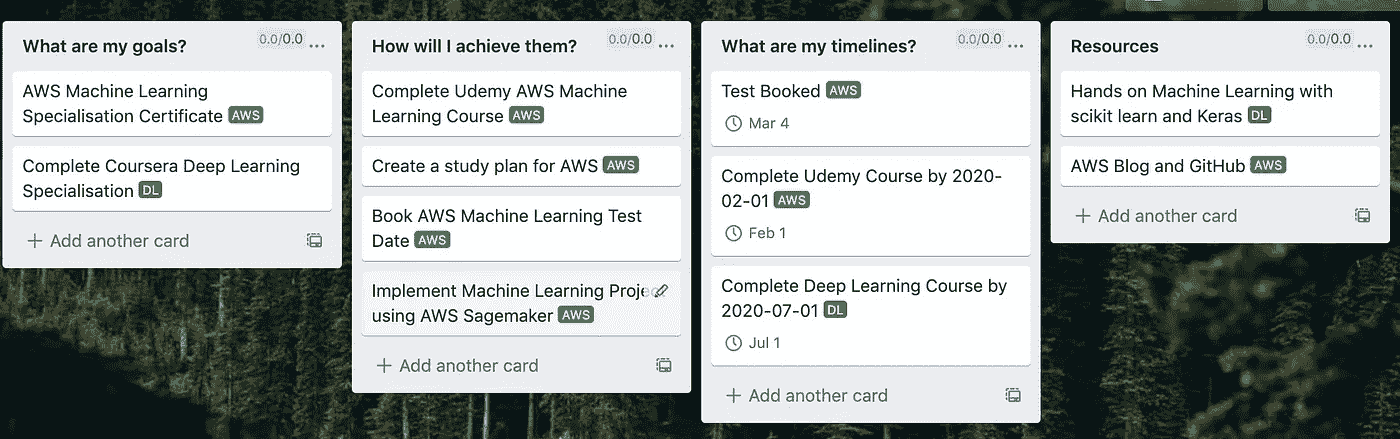 What are my goals?
0.0/0.0
AWS Machine Learning
Specialisation Certificate AWS
Complete Coursera Deep Learning
Specialisation DL
+ Add another card
How will I achieve them?
0.0/0.0
Complete Udemy AWS Machine
Learning Course AWS
Create a study plan for AWS AWS
Book AWS Machine Learning Test
Date AWS
Implement Machine Learning Proje
using AWS Sagemaker AWS
+ Add another card
What are my timelines?
0.0/0.0
Test Booked AWS
Mar 4
Complete Udemy Course by 2020-
02-01 AWS
Feb 1
Complete Deep Learning Course by
2020-07-01 DL
Jul 1
+ Add another card
Resources
0.0/0.0
Hands on Machine Learning with
scikit learn and Keras DL
AWS Blog and GitHub AWS
+ Add another card